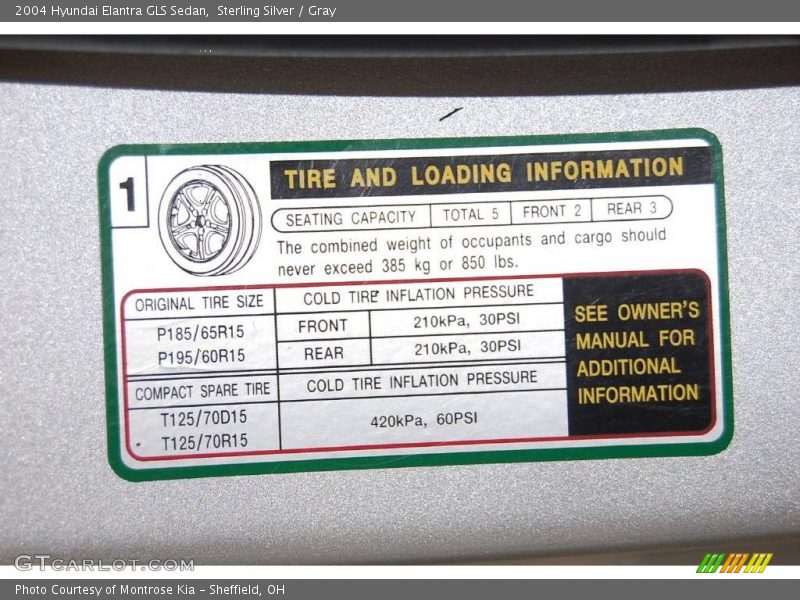 2004 Hyundai Elantra GLS Sedan, Sterling Silver / Gray
1
TIRE AND LOADING INFORMATION
SEATING CAPACITY TOTAL 5 FRONT 2 REAR 3
The combined weight of occupants and cargo should
never exceed 385 kg or 850 lbs.
ORIGINAL TIRE SIZE
P185/65R15
P195/60R15
COLD TIRE INFLATION PRESSURE
FRONT 210kPa, 30PSI
REAR 210kPa, 30PSI
COMPACT SPARE TIRE
T125/70D15
T125/70R15
COLD TIRE INFLATION PRESSURE
420kPa, 60PSI
SEE OWNER'S
MANUAL FOR
ADDITIONAL
INFORMATION
GTCARLOT.COM
Photo Courtesy of Montrose Kia - Sheffield, OH